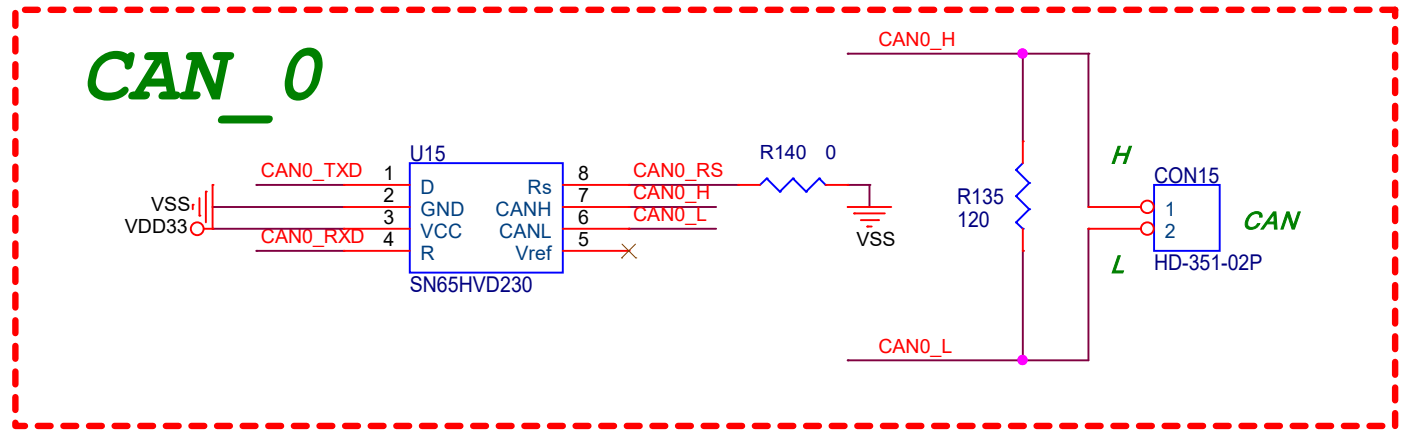 CAN_0
CAN0_H
U15
CAN0_TXD 1 D Rs 8 CAN0_RS R140 0
VSS 2 GND CANH 7 CAN0_H
VDD33 3 VCC CANL 6 CAN0_L VSS
CAN0_RXD 4 R Vref 5
SN65HVD230
R135
120
H
CON15
1
2
CAN
L
HD-351-02P
CAN0_L